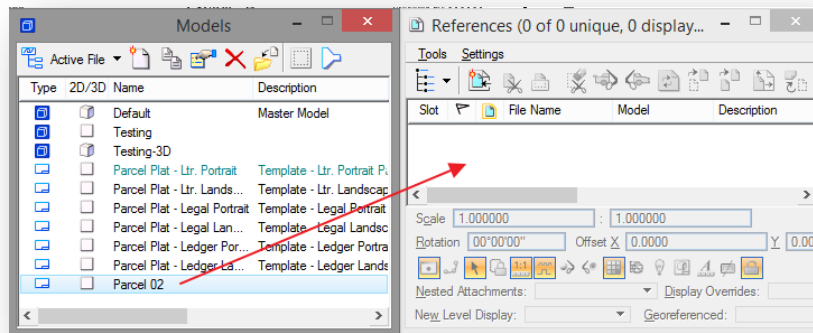 Models
Active File
Type 2D/3D Name Description
Default Master Model
Testing
Testing-3D
Parcel Plat - Ltr. Portrait Template - Ltr. Portrait Pa
Parcel Plat - Ltr. Lands... Template - Ltr. Landscap
Parcel Plat - Legal Portrait Template - Legal Portrait
Parcel Plat - Legal Lan... Template - Legal Landsc
Parcel Plat - Ledger Por... Template - Ledger Portra
Parcel Plat - Ledger La... Template - Ledger Lands
Parcel 02
References (0 of 0 unique, 0 display...
Tools Settings
Slot File Name Model Description
Scale 1.000000 : 1.000000
Rotation 00°00'00" Offset X 0.0000 Y 0.00
1:1
Nested Attachments: Display Overrides:
New Level Display: Georeferenced: